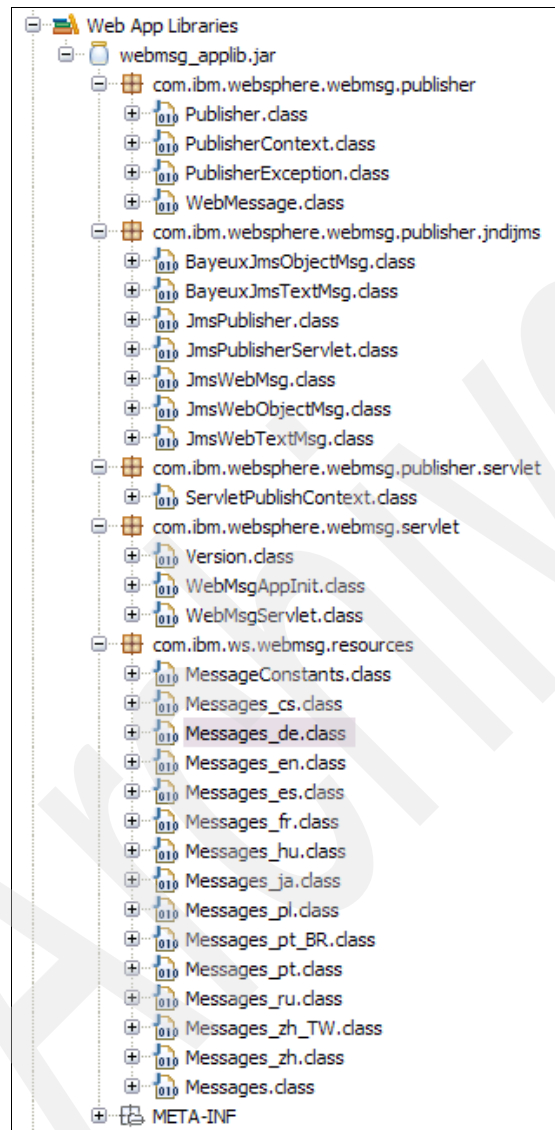 Web App Libraries
webmsg_applib.jar
com.ibm.websphere.webmsg.publisher
Publisher.class
PublisherContext.class
PublisherException.class
WebMessage.class
com.ibm.websphere.webmsg.publisher.jndijms
BayeuxJmsObjectMsg.class
BayeuxJmsTextMsg.class
JmsPublisher.class
JmsPublisherServlet.class
JmsWebMsg.class
JmsWebObjectMsg.class
JmsWebTextMsg.class
com.ibm.websphere.webmsg.publisher.servlet
ServletPublishContext.class
com.ibm.websphere.webmsg.servlet
Version.class
WebMsgAppInit.class
WebMsgServlet.class
com.ibm.ws.webmsg.resources
MessageConstants.class
Messages_cs.class
Messages_de.class
Messages_en.class
Messages_es.class
Messages_fr.class
Messages_hu.class
Messages_ja.class
Messages_pl.class
Messages_pt_BR.class
Messages_pt.class
Messages_ru.class
Messages_zh_TW.class
Messages_zh.class
Messages.class
META-INF